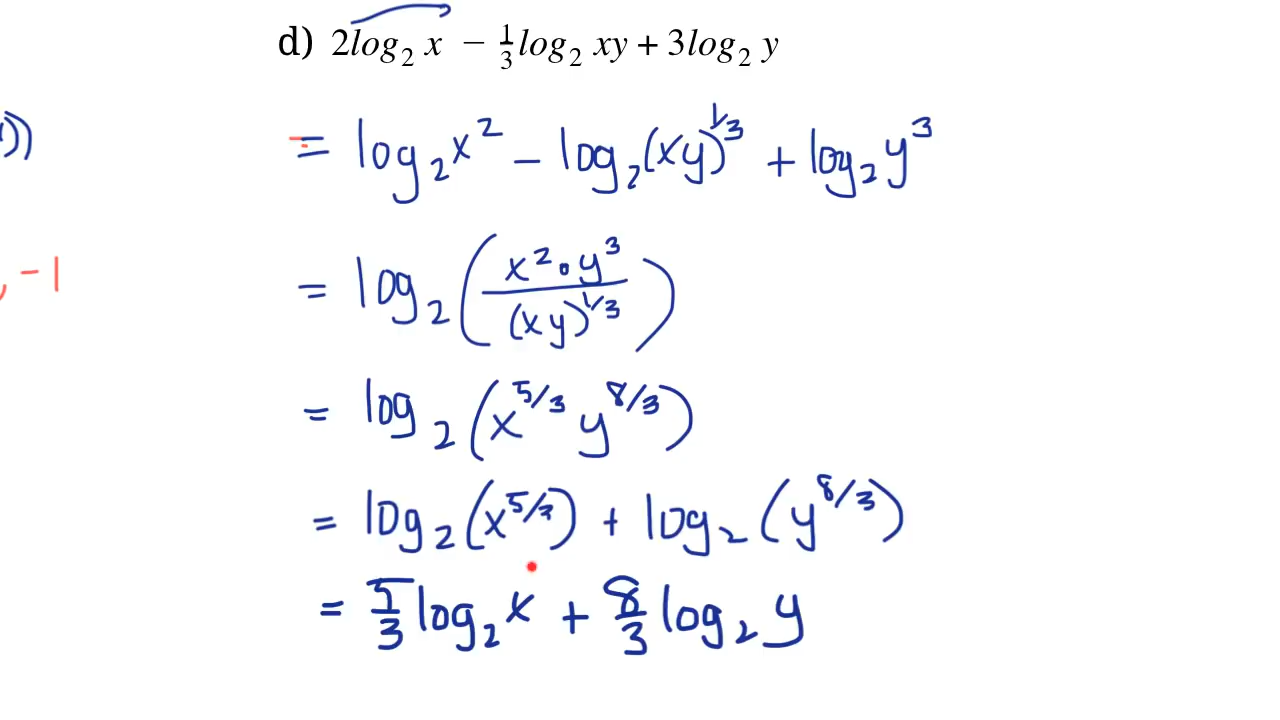 d) 2log₂ x − ⅓log₂ xy + 3log₂ y
))
= log₂x² − log₂(xy)^1/3 + log₂y³
, −1
= log₂(x²·y³/(xy)^1/3)
= log₂(x^5/3 y^8/3)
= log₂(x^5/3) + log₂(y^8/3)
= 5/3 log₂x + 8/3 log₂y